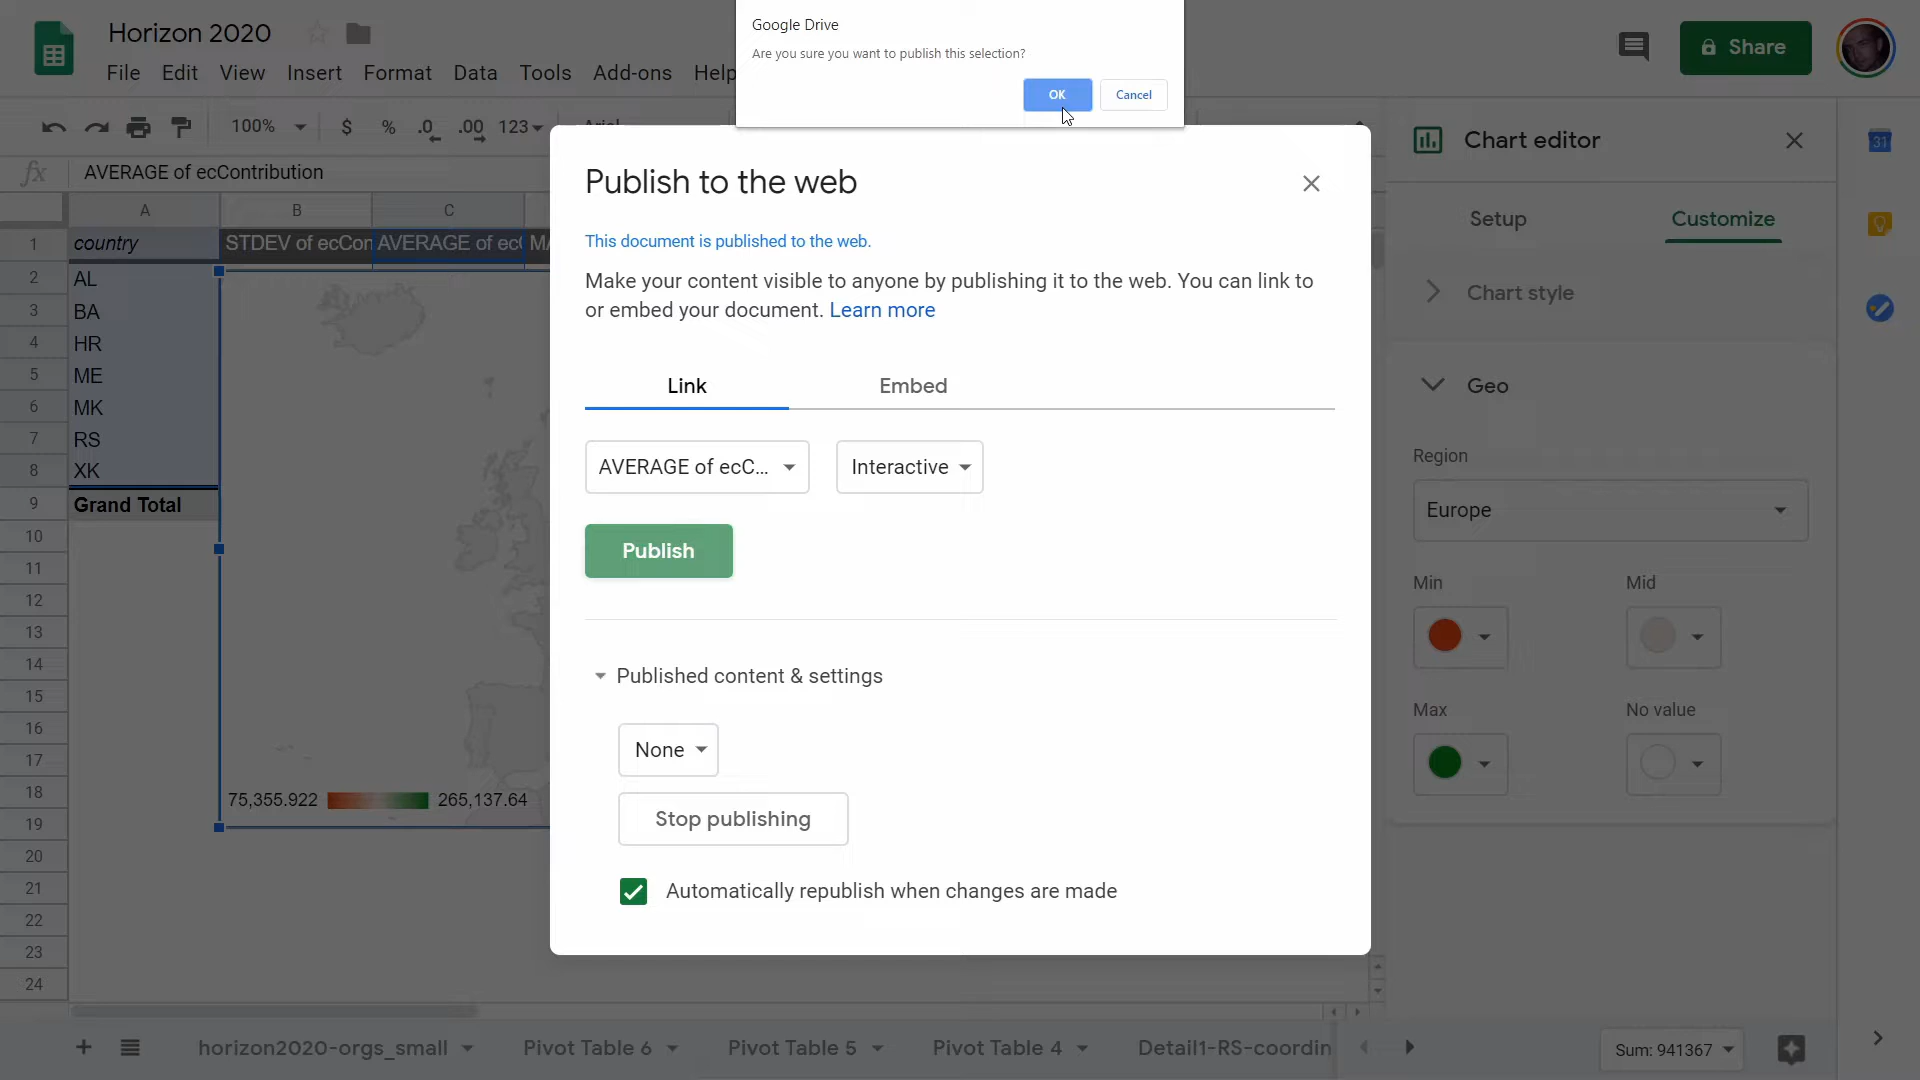 Google Drive
Are you sure you want to publish this selection?
OK
Cancel
Horizon 2020
File Edit View Insert Format Data Tools Add-ons Help
Share
100% $ % .0 .00 123
fx AVERAGE of ecContribution
A B C
1 country STDEV of ecCon AVERAGE of ec( MA
2 AL
3 BA
4 HR
5 ME
6 MK
7 RS
8 XK
9 Grand Total
10
11
12
13
14
15
16
17
18
19
20
21
22
23
24
75,355.922 265,137.64
Publish to the web
This document is published to the web.
Make your content visible to anyone by publishing it to the web. You can link to
or embed your document. Learn more
Link Embed
AVERAGE of ecC... Interactive
Publish
Published content & settings
None
Stop publishing
Automatically republish when changes are made
Chart editor
Setup Customize
Chart style
Geo
Region
Europe
Min Mid
Max No value
31
horizon2020-orgs_small Pivot Table 6 Pivot Table 5 Pivot Table 4 Detail1-RS-coordin
Sum: 941367